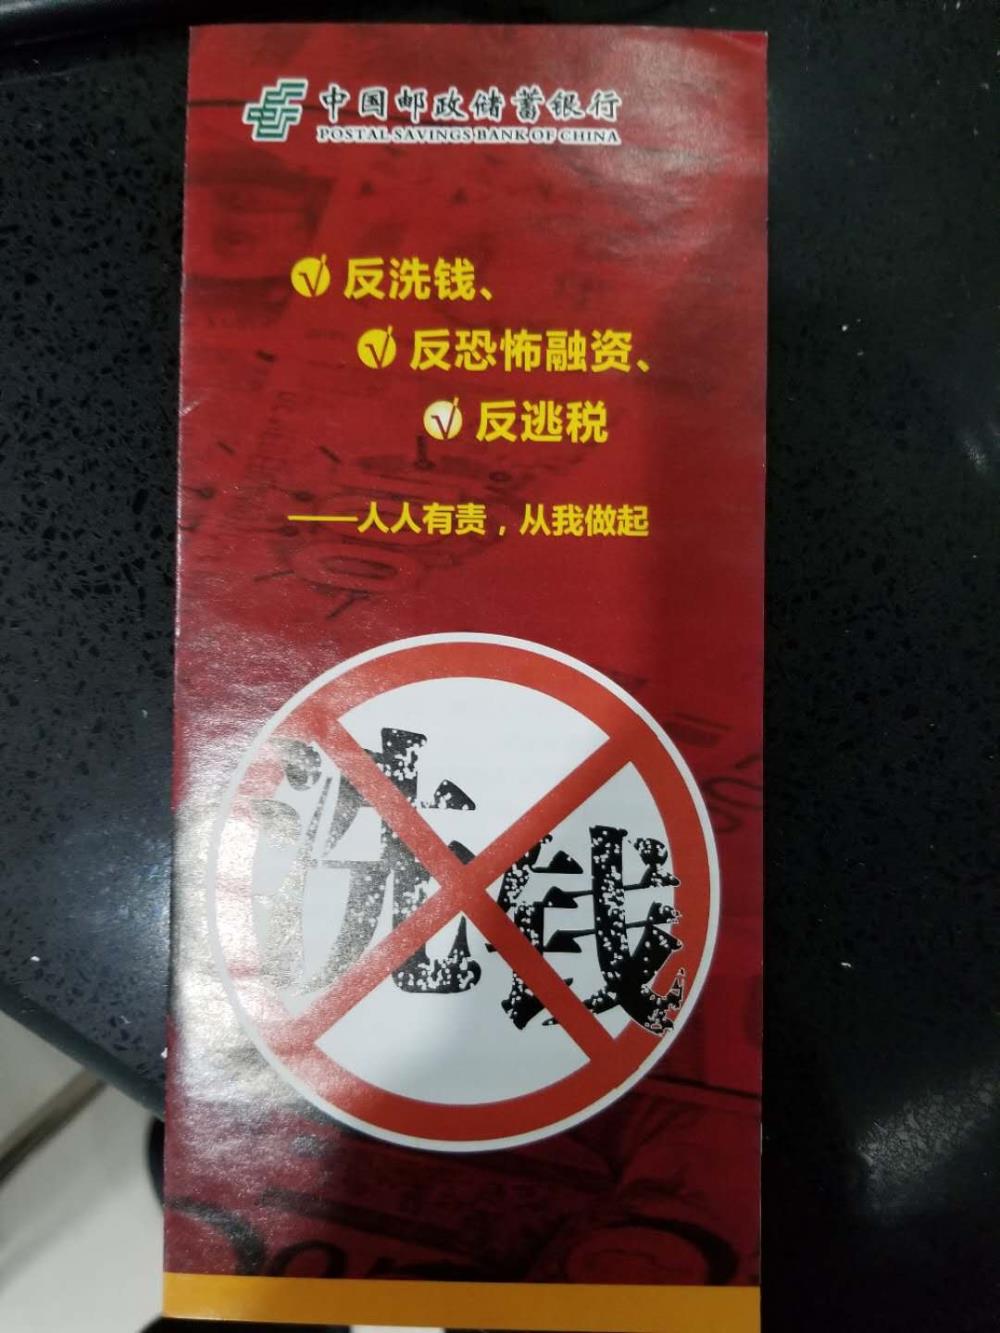 中国邮政储蓄银行
POSTAL SAVINGS BANK OF CHINA
反洗钱、
反恐怖融资、
反逃税
——人人有责，从我做起
洗钱